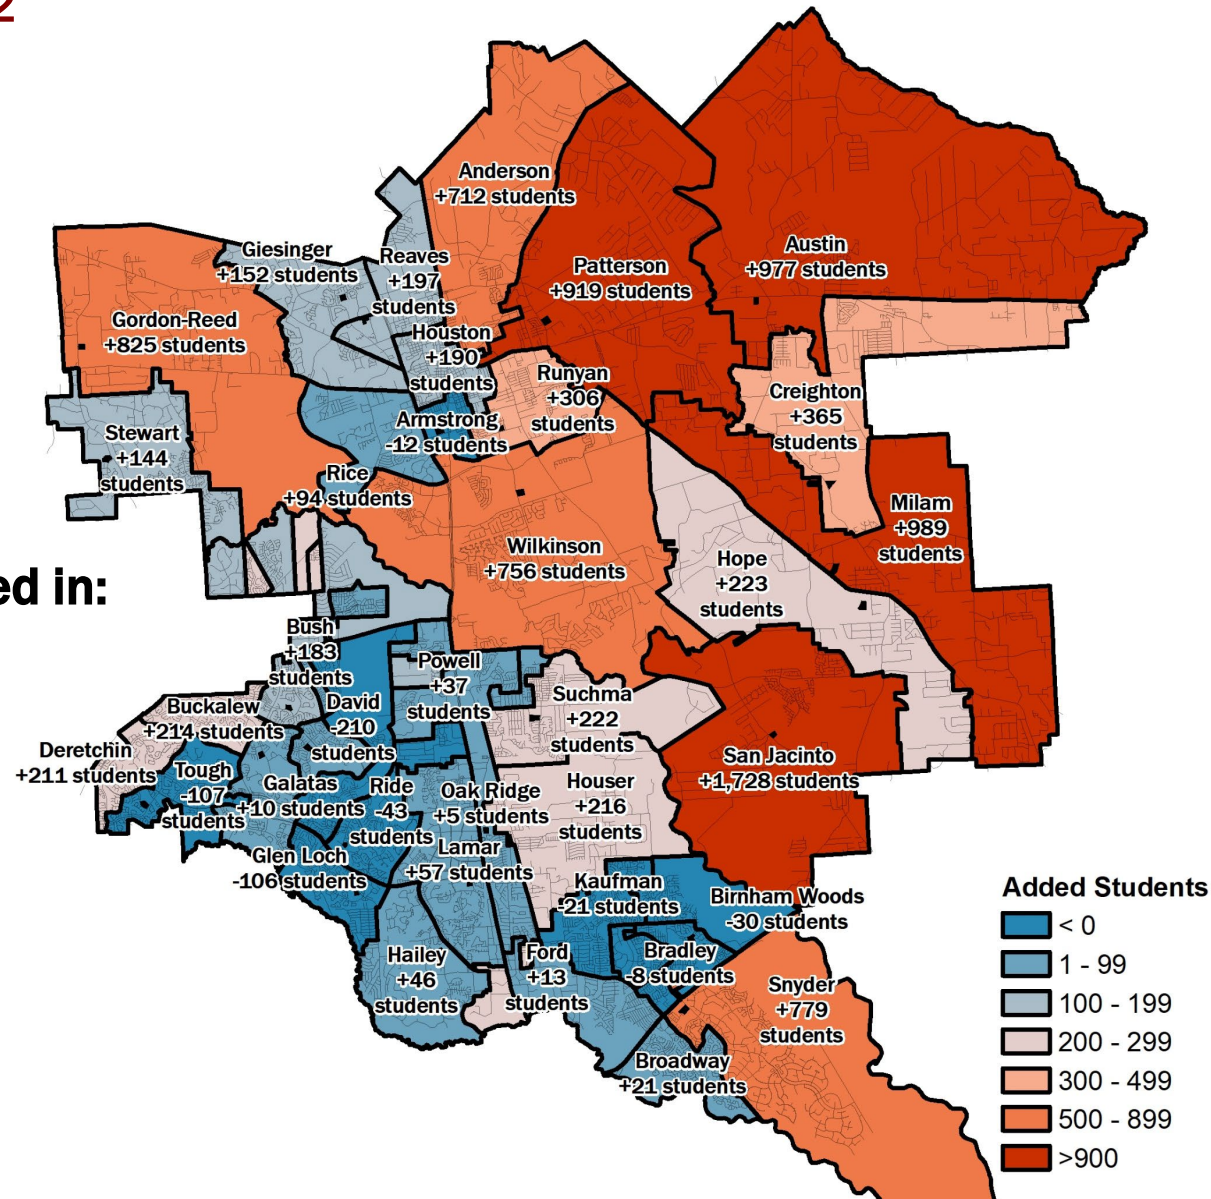 2
Anderson
+712 students
Giesinger
+152 students
Reaves
+197
students
Patterson
+919 students
Austin
+977 students
Gordon-Reed
+825 students
Houston
+190
students
Runyan
+306
students
Creighton
+365
students
Armstrong
-12 students
Stewart
+144
students
Rice
+94 students
Milam
+989
students
Wilkinson
+756 students
Hope
+223
students
ed in:
Bush
+183
students
Powell
+37
students
David
-210
students
Suchma
+222
students
Buckalew
+214 students
Deretchin
+211 students
Tough
-107
students
Galatas
+10 students
Ride
-43
students
Oak Ridge
+5 students
Houser
+216
students
San Jacinto
+1,728 students
Glen Loch
-106 students
Lamar
+57 students
Kaufman
-21 students
Birnham Woods
-30 students
Hailey
+46
students
Ford
+13
students
Bradley
-8 students
Snyder
+779
students
Broadway
+21 students
Added Students
< 0
1 - 99
100 - 199
200 - 299
300 - 499
500 - 899
>900